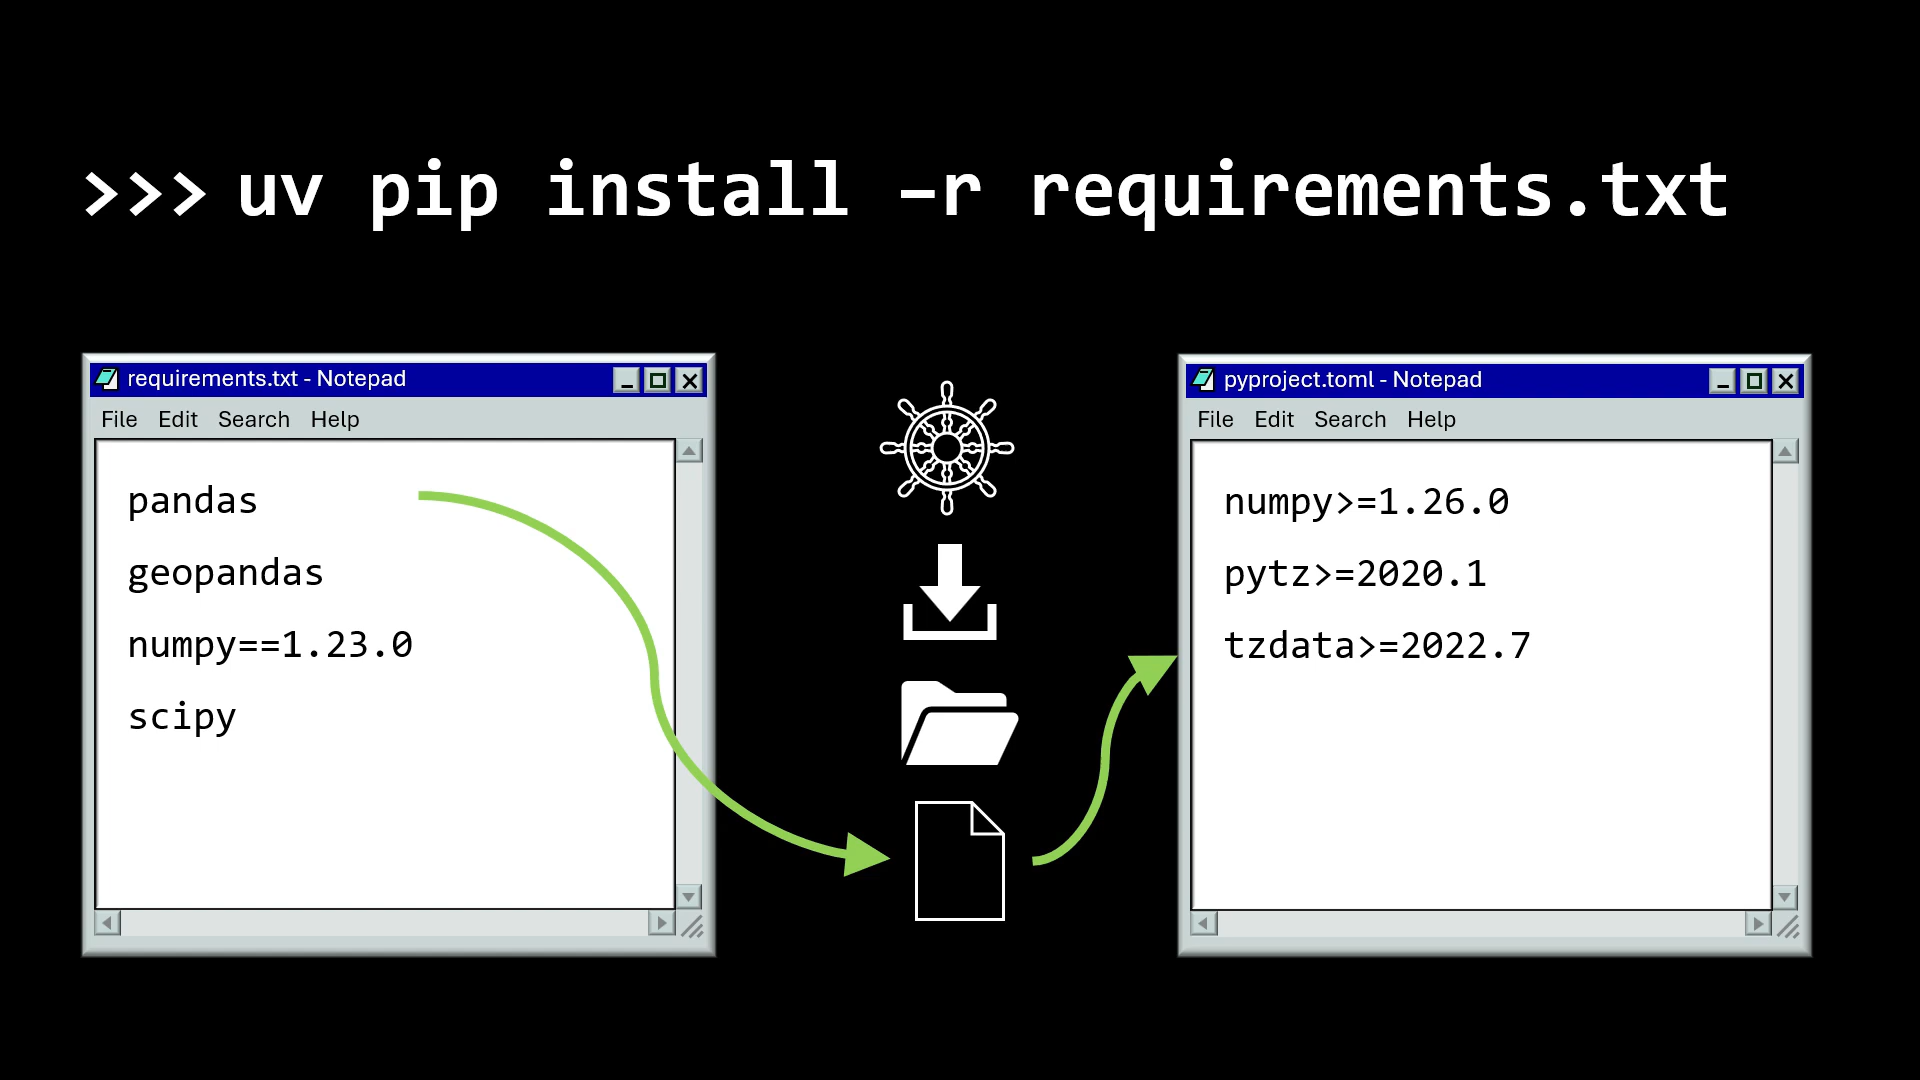 >>> uv pip install –r requirements.txt
requirements.txt - Notepad
File Edit Search Help
pandas
geopandas
numpy==1.23.0
scipy
pyproject.toml - Notepad
File Edit Search Help
numpy>=1.26.0
pytz>=2020.1
tzdata>=2022.7